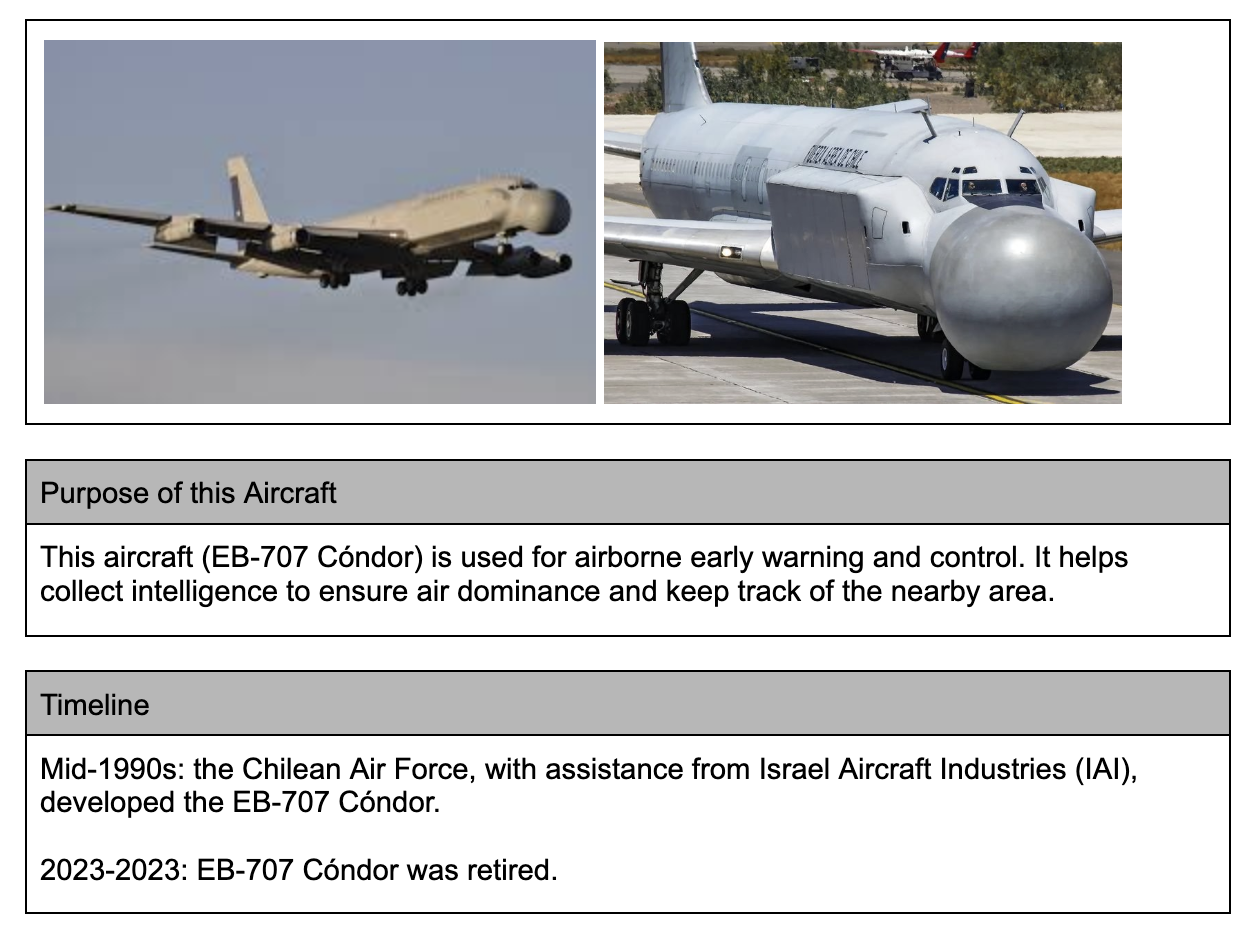 FUERZA AEREA DE CHILE
Purpose of this Aircraft
This aircraft (EB-707 Cóndor) is used for airborne early warning and control. It helps
collect intelligence to ensure air dominance and keep track of the nearby area.
Timeline
Mid-1990s: the Chilean Air Force, with assistance from Israel Aircraft Industries (IAI),
developed the EB-707 Cóndor.
2023-2023: EB-707 Cóndor was retired.